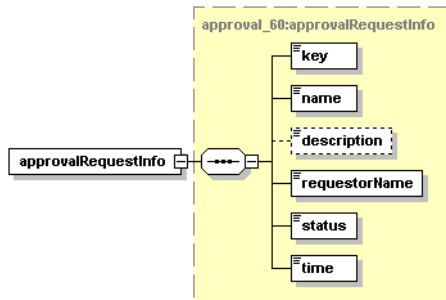 approval_60:approvalRequestInfo
key
name
description
approvalRequestInfo
requestorName
status
time